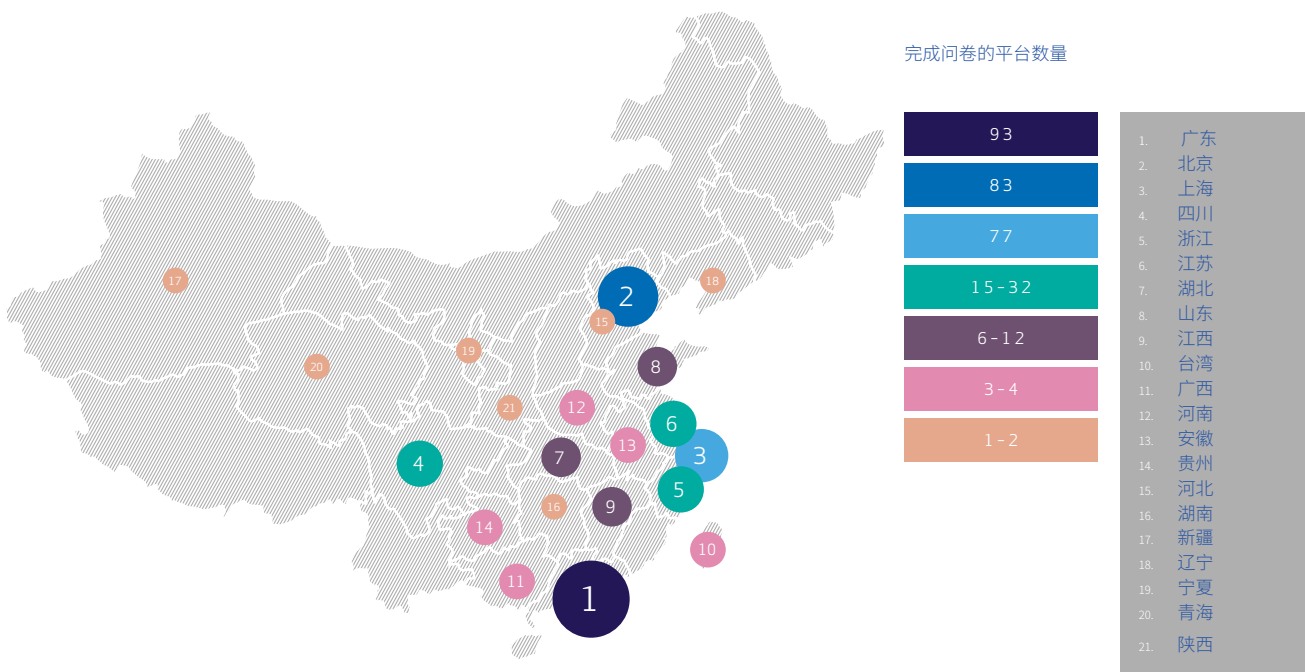 完成问卷的平台数量
93
83
77
15-32
6-12
3-4
1-2
1. 广东
2. 北京
3. 上海
4. 四川
5. 浙江
6. 江苏
7. 湖北
8. 山东
9. 江西
10. 台湾
11. 广西
12. 河南
13. 安徽
14. 贵州
15. 河北
16. 湖南
17. 新疆
18. 辽宁
19. 宁夏
20. 青海
21. 陕西
17
18
2
15
19
20
8
21
12
6
13
3
7
4
5
16
9
14
10
11
1